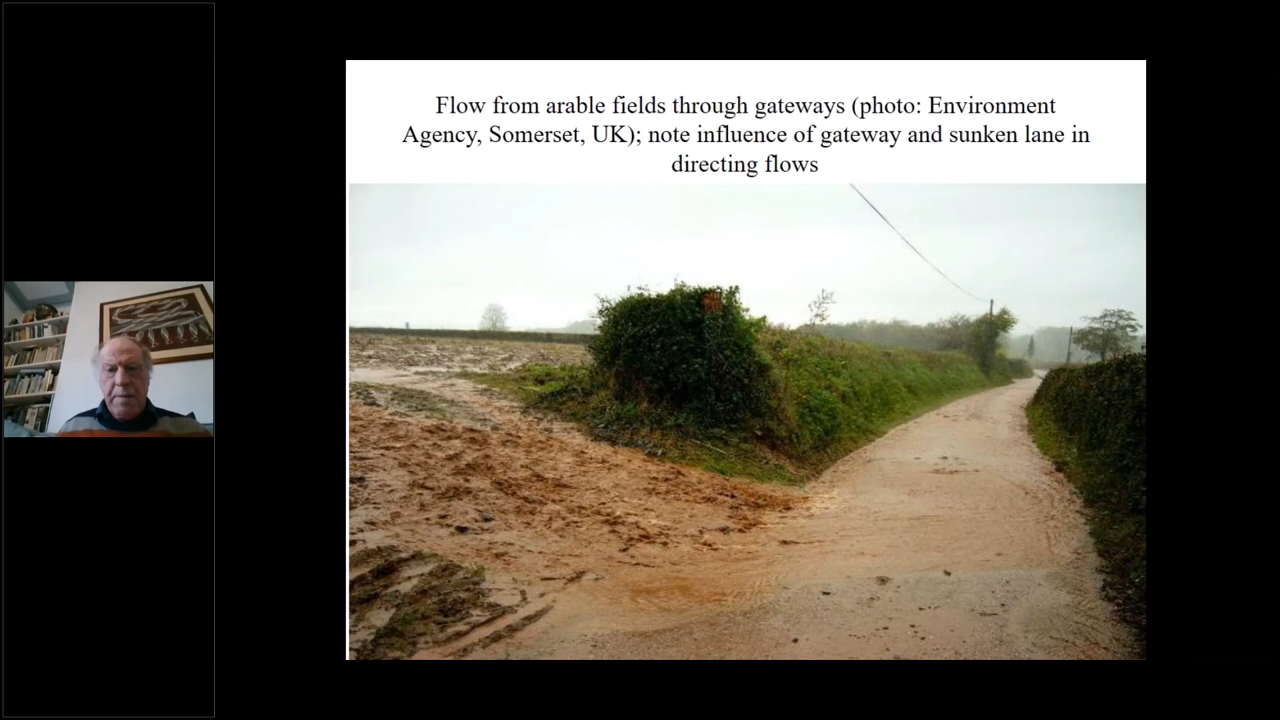 Flow from arable fields through gateways (photo: Environment
Agency, Somerset, UK); note influence of gateway and sunken lane in
directing flows